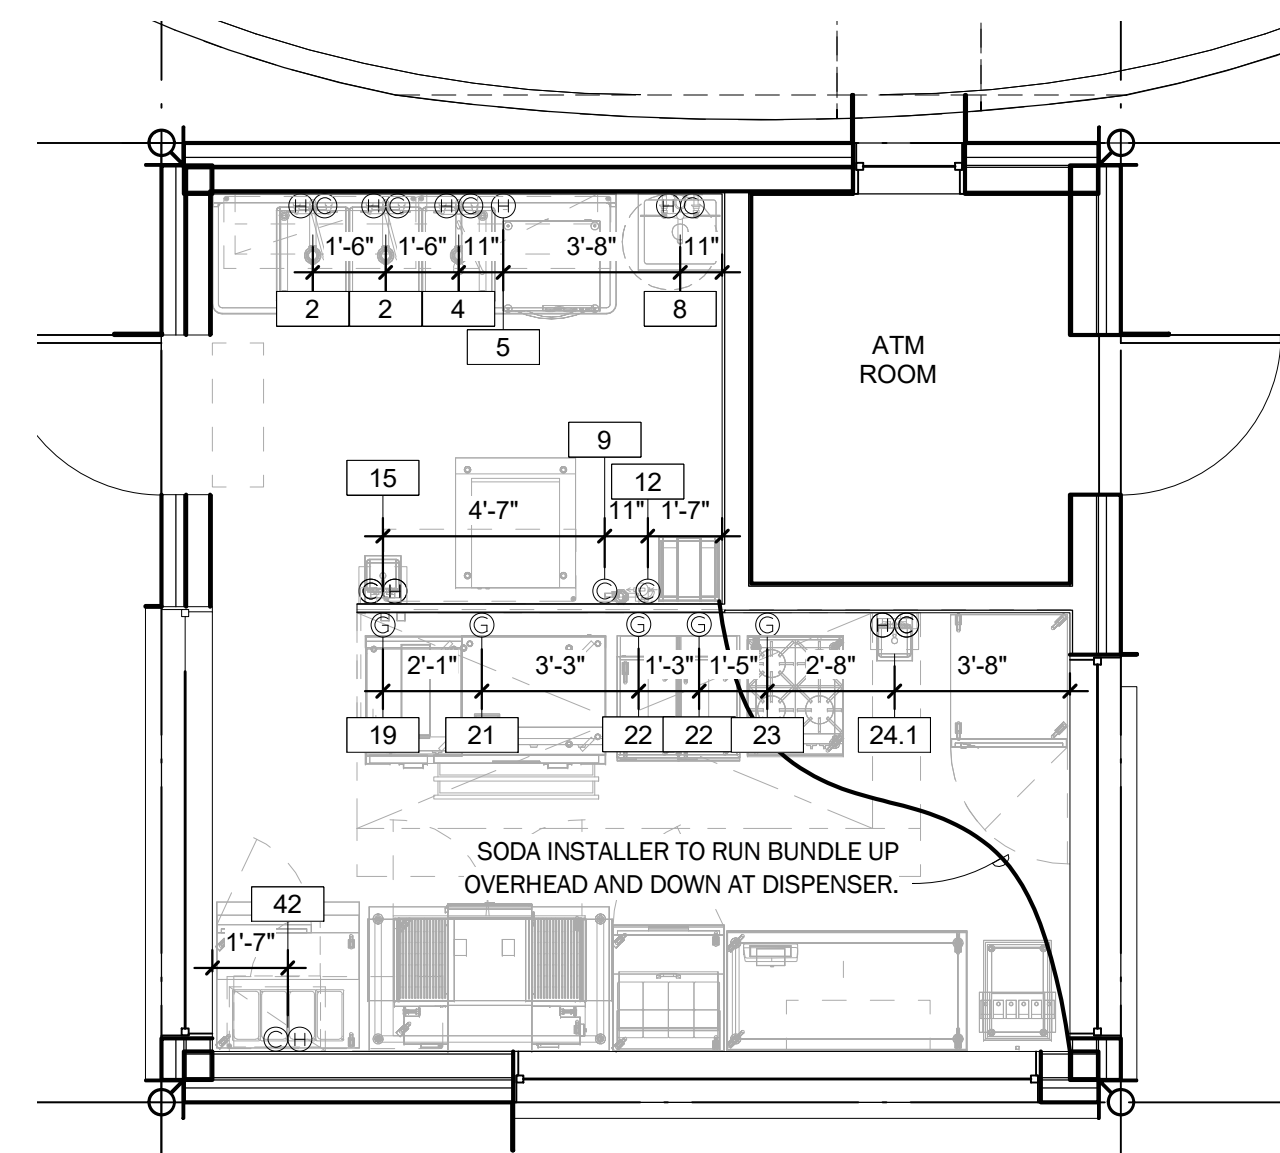 H C H C H C H H C
1'-6" 1'-6" 11" 3'-8" 11"
2 2 4 8
5
ATM
ROOM
9
15 12
4'-7" 11" 1'-7"
C H C C
G G G G G H C
2'-1" 3'-3" 1'-3" 1'-5" 2'-8" 3'-8"
19 21 22 22 23 24.1
SODA INSTALLER TO RUN BUNDLE UP
OVERHEAD AND DOWN AT DISPENSER.
42
1'-7"
C H